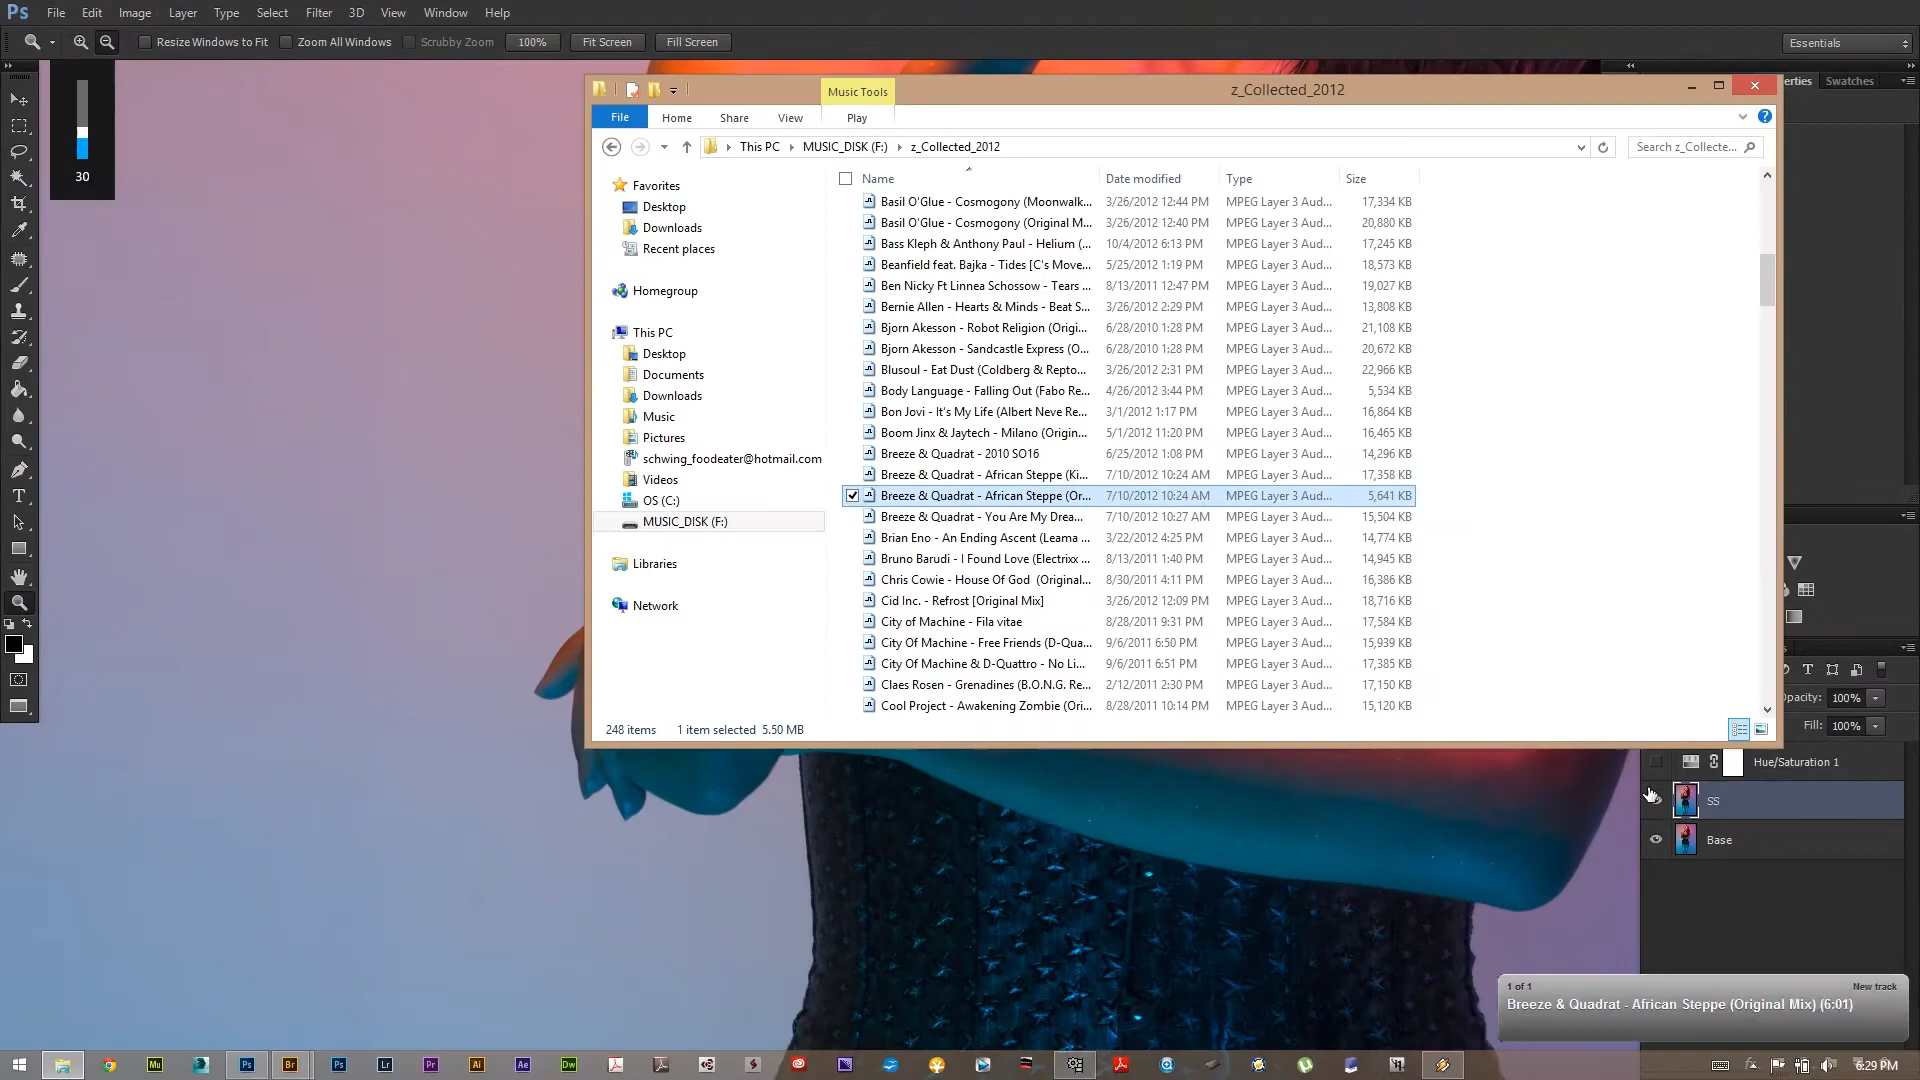 Ps File Edit Image Layer Type Select Filter 3D View Window Help
Resize Windows to Fit Zoom All Windows Scrubby Zoom 100% Fit Screen Fill Screen Essentials
Swatches
30
Music Tools
z_Collected_2012
File Home Share View Play
This PC MUSIC_DISK (F:) z_Collected_2012
Search z_Collecte...
Favorites
Desktop
Downloads
Recent places
Homegroup
This PC
Desktop
Documents
Downloads
Music
Pictures
schwing_foodeater@hotmail.com
Videos
OS (C:)
MUSIC_DISK (F:)
Libraries
Network
Name Date modified Type Size
Basil O'Glue - Cosmogony (Moonwalk... 3/26/2012 12:44 PM MPEG Layer 3 Aud... 17,334 KB
Basil O'Glue - Cosmogony (Original M... 3/26/2012 12:40 PM MPEG Layer 3 Aud... 20,880 KB
Bass Kleph & Anthony Paul - Helium (... 10/4/2012 6:13 PM MPEG Layer 3 Aud... 17,245 KB
Beanfield feat. Bajka - Tides [C's Move... 5/25/2012 1:19 PM MPEG Layer 3 Aud... 18,573 KB
Ben Nicky Ft Linnea Schossow - Tears ... 8/13/2011 12:47 PM MPEG Layer 3 Aud... 19,027 KB
Bernie Allen - Hearts & Minds - Beat S... 3/26/2012 2:29 PM MPEG Layer 3 Aud... 13,808 KB
Bjorn Akesson - Robot Religion (Origi... 6/28/2010 1:28 PM MPEG Layer 3 Aud... 21,108 KB
Bjorn Akesson - Sandcastle Express (O... 6/28/2010 1:28 PM MPEG Layer 3 Aud... 20,672 KB
Blusoul - Eat Dust (Coldberg & Repto... 3/26/2012 2:31 PM MPEG Layer 3 Aud... 22,966 KB
Body Language - Falling Out (Fabo Re... 4/26/2012 3:44 PM MPEG Layer 3 Aud... 5,534 KB
Bon Jovi - It's My Life (Albert Neve Re... 3/1/2012 1:17 PM MPEG Layer 3 Aud... 16,864 KB
Boom Jinx & Jaytech - Milano (Origin... 5/1/2012 11:20 PM MPEG Layer 3 Aud... 16,465 KB
Breeze & Quadrat - 2010 SO16 6/25/2012 1:08 PM MPEG Layer 3 Aud... 14,296 KB
Breeze & Quadrat - African Steppe (Ki... 7/10/2012 10:24 AM MPEG Layer 3 Aud... 17,358 KB
Breeze & Quadrat - African Steppe (Or... 7/10/2012 10:24 AM MPEG Layer 3 Aud... 5,641 KB
Breeze & Quadrat - You Are My Drea... 7/10/2012 10:27 AM MPEG Layer 3 Aud... 15,504 KB
Brian Eno - An Ending Ascent (Leama ... 3/22/2012 4:25 PM MPEG Layer 3 Aud... 14,774 KB
Bruno Barudi - I Found Love (Electrixx ... 8/13/2011 1:40 PM MPEG Layer 3 Aud... 14,945 KB
Chris Cowie - House Of God (Original... 8/30/2011 4:11 PM MPEG Layer 3 Aud... 16,386 KB
Cid Inc. - Refrost [Original Mix] 3/26/2012 12:09 PM MPEG Layer 3 Aud... 18,716 KB
City of Machine - Fila vitae 8/28/2011 9:31 PM MPEG Layer 3 Aud... 17,584 KB
City Of Machine - Free Friends (D-Qua... 9/6/2011 6:50 PM MPEG Layer 3 Aud... 15,939 KB
City Of Machine & D-Quattro - No Li... 9/6/2011 6:51 PM MPEG Layer 3 Aud... 17,385 KB
Claes Rosen - Grenadines (B.O.N.G. Re... 2/12/2011 2:30 PM MPEG Layer 3 Aud... 17,150 KB
Cool Project - Awakening Zombie (Ori... 8/28/2011 10:14 PM MPEG Layer 3 Aud... 15,120 KB
248 items 1 item selected 5.50 MB
100%
Fill: 100%
Hue/Saturation 1
SS
Base
1 of 1 New track
Breeze & Quadrat - African Steppe (Original Mix) (6:01)
Mu Ps Br Ps Lr Pr Ai Ae Dw 6:29 PM